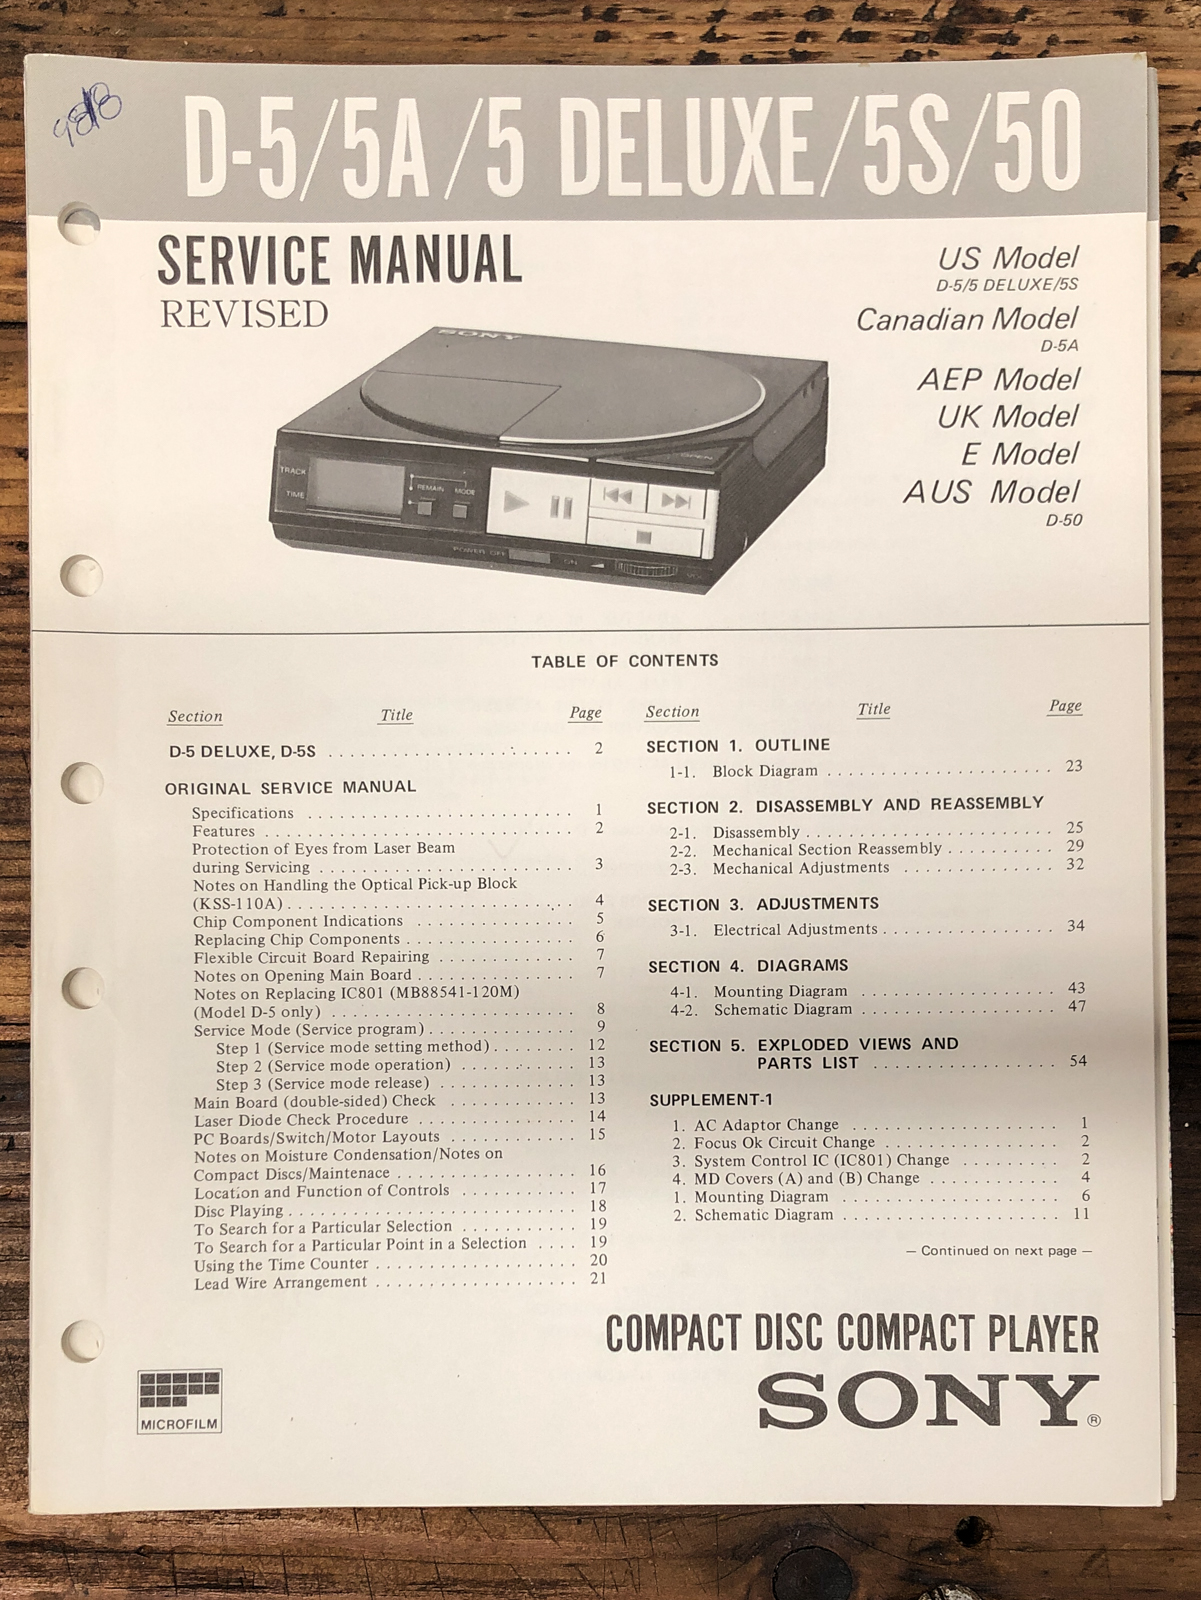 D-5/5A/5 DELUXE/5S/50
SERVICE MANUAL
REVISED
US Model
D-5/5 DELUXE/5S
Canadian Model
D-5A
AEP Model
UK Model
E Model
AUS Model
D-50
SONY
OPEN
TRACK
TIME
REMAIN MODE
POWER OFF ON VOL
TABLE OF CONTENTS
Section Title Page
D-5 DELUXE, D-5S . . . . . . . . . . . . . . . . . . . . . . . 2
ORIGINAL SERVICE MANUAL
Specifications . . . . . . . . . . . . . . . . . . . . . . . . . 1
Features . . . . . . . . . . . . . . . . . . . . . . . . . . . . . 2
Protection of Eyes from Laser Beam
during Servicing . . . . . . . . . . . . . . . . . . . . . . . . 3
Notes on Handling the Optical Pick-up Block
(KSS-110A) . . . . . . . . . . . . . . . . . . . . . . . . . . . 4
Chip Component Indications . . . . . . . . . . . . . . . . 5
Replacing Chip Components . . . . . . . . . . . . . . . . 6
Flexible Circuit Board Repairing . . . . . . . . . . . . . 7
Notes on Opening Main Board . . . . . . . . . . . . . . . 7
Notes on Replacing IC801 (MB88541-120M)
(Model D-5 only) . . . . . . . . . . . . . . . . . . . . . . . 8
Service Mode (Service program) . . . . . . . . . . . . . . 9
Step 1 (Service mode setting method) . . . . . . . . 12
Step 2 (Service mode operation) . . . . . . . . . . . . 13
Step 3 (Service mode release) . . . . . . . . . . . . . 13
Main Board (double-sided) Check . . . . . . . . . . . . 13
Laser Diode Check Procedure . . . . . . . . . . . . . . . 14
PC Boards/Switch/Motor Layouts . . . . . . . . . . . . 15
Notes on Moisture Condensation/Notes on
Compact Discs/Maintenace . . . . . . . . . . . . . . . . . 16
Location and Function of Controls . . . . . . . . . . . 17
Disc Playing . . . . . . . . . . . . . . . . . . . . . . . . . . . 18
To Search for a Particular Selection . . . . . . . . . . . 19
To Search for a Particular Point in a Selection . . . . 19
Using the Time Counter . . . . . . . . . . . . . . . . . . . 20
Lead Wire Arrangement . . . . . . . . . . . . . . . . . . . 21
Section Title Page
SECTION 1. OUTLINE
1-1. Block Diagram . . . . . . . . . . . . . . . . . . . . . . 23
SECTION 2. DISASSEMBLY AND REASSEMBLY
2-1. Disassembly . . . . . . . . . . . . . . . . . . . . . . . . 25
2-2. Mechanical Section Reassembly . . . . . . . . . . 29
2-3. Mechanical Adjustments . . . . . . . . . . . . . . 32
SECTION 3. ADJUSTMENTS
3-1. Electrical Adjustments . . . . . . . . . . . . . . . . 34
SECTION 4. DIAGRAMS
4-1. Mounting Diagram . . . . . . . . . . . . . . . . . . 43
4-2. Schematic Diagram . . . . . . . . . . . . . . . . . . 47
SECTION 5. EXPLODED VIEWS AND
PARTS LIST . . . . . . . . . . . . . . . . . 54
SUPPLEMENT-1
1. AC Adaptor Change . . . . . . . . . . . . . . . . . . . 1
2. Focus Ok Circuit Change . . . . . . . . . . . . . . . . 2
3. System Control IC (IC801) Change . . . . . . . . . 2
4. MD Covers (A) and (B) Change . . . . . . . . . . . . 4
1. Mounting Diagram . . . . . . . . . . . . . . . . . . . . 6
2. Schematic Diagram . . . . . . . . . . . . . . . . . . . . 11
— Continued on next page —
COMPACT DISC COMPACT PLAYER
SONY®
MICROFILM